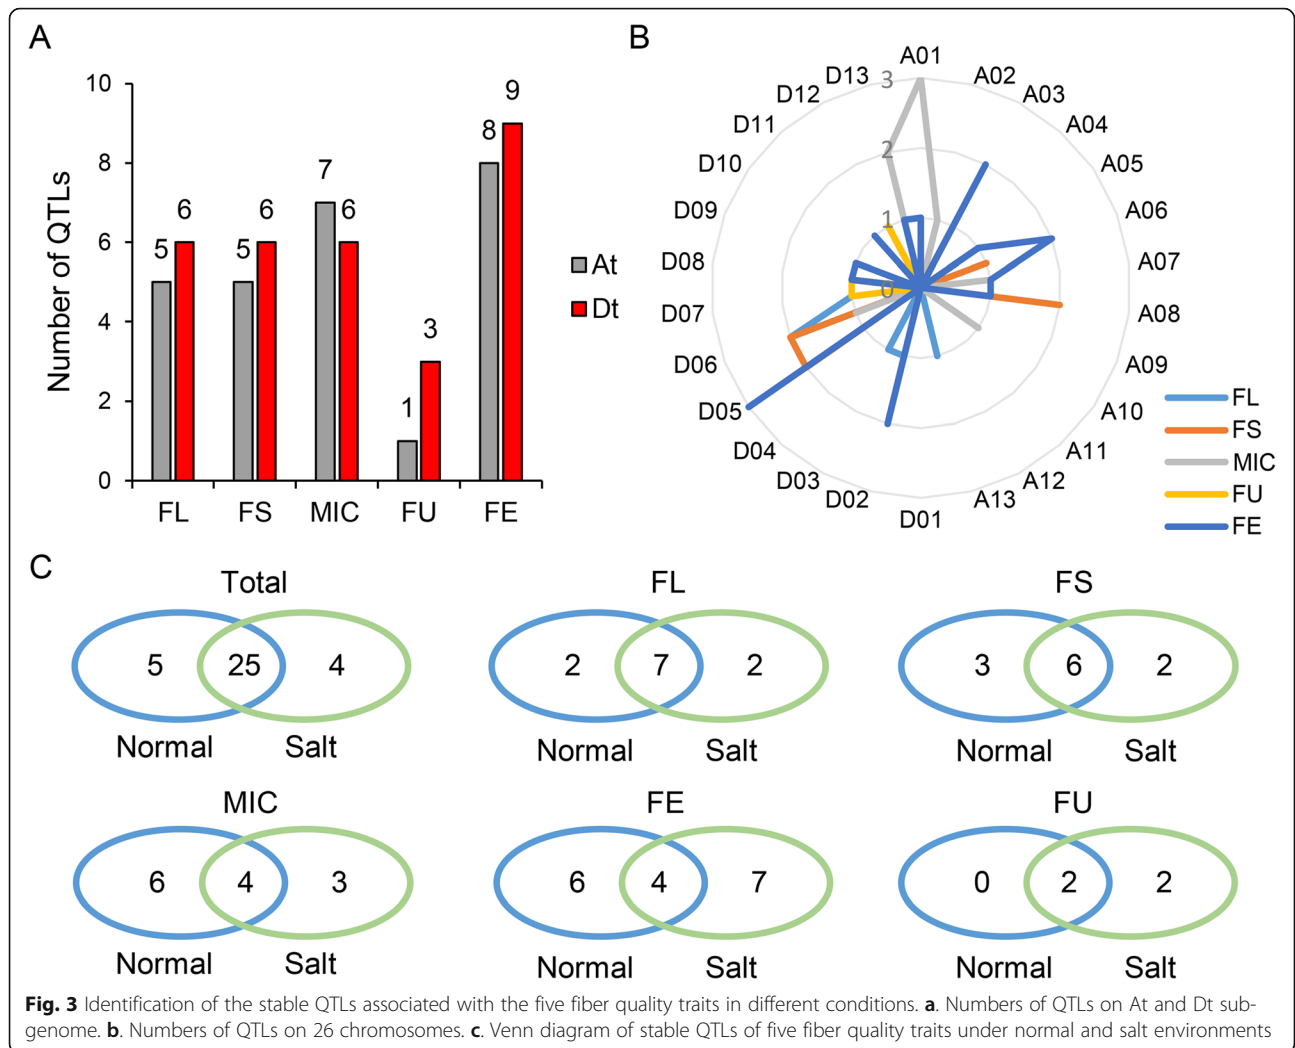 A
10
8
6
4
2
0
Number of QTLs
5 6 5 6 7 6 1 3 8 9
FL FS MIC FU FE
At
Dt
B
A01
A02
A03
A04
A05
A06
A07
A08
A09
A10
A11
A12
A13
D01
D02
D03
D04
D05
D06
D07
D08
D09
D10
D11
D12
D13
3
2
1
0
FL
FS
MIC
FU
FE
C
Total
5 25 4
Normal Salt
FL
2 7 2
Normal Salt
FS
3 6 2
Normal Salt
MIC
6 4 3
Normal Salt
FE
6 4 7
Normal Salt
FU
0 2 2
Normal Salt
Fig. 3 Identification of the stable QTLs associated with the five fiber quality traits in different conditions. a. Numbers of QTLs on At and Dt sub-
genome. b. Numbers of QTLs on 26 chromosomes. c. Venn diagram of stable QTLs of five fiber quality traits under normal and salt environments